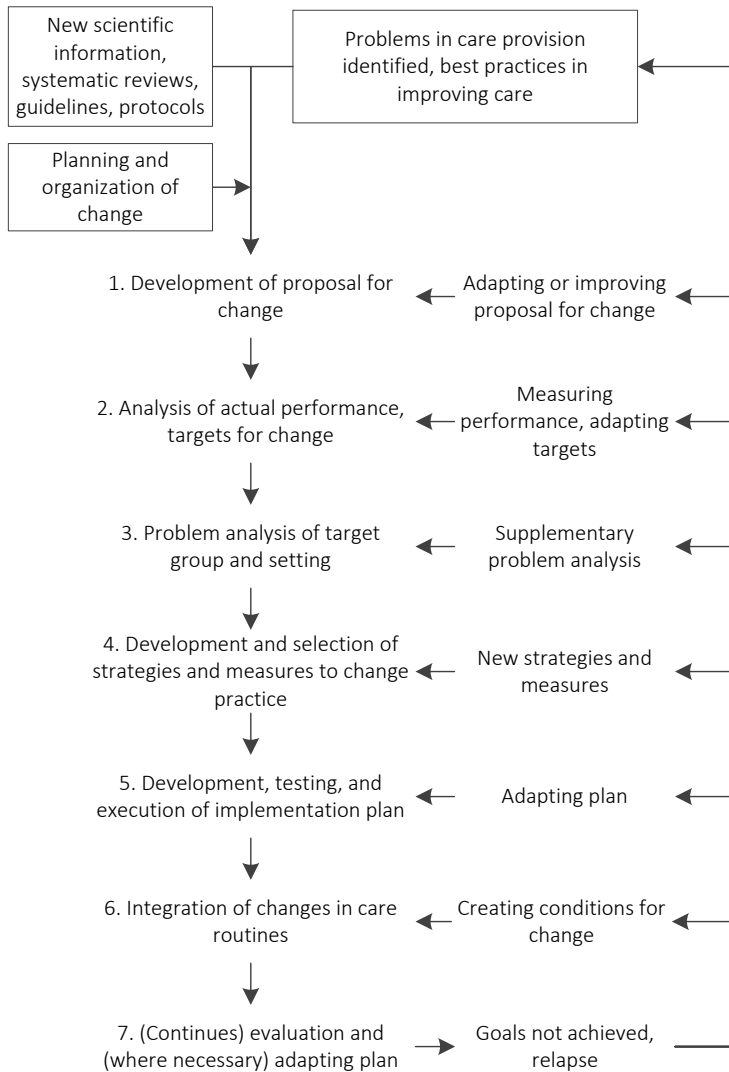 New scientific
information,
systematic reviews,
guidelines, protocols
Problems in care provision
identified, best practices in
improving care
Planning and
organization of
change
1. Development of proposal for
change
Adapting or improving
proposal for change
2. Analysis of actual performance,
targets for change
Measuring
performance, adapting
targets
3. Problem analysis of target
group and setting
Supplementary
problem analysis
4. Development and selection of
strategies and measures to change
practice
New strategies and
measures
5. Development, testing, and
execution of implementation plan
Adapting plan
6. Integration of changes in care
routines
Creating conditions for
change
7. (Continues) evaluation and
(where necessary) adapting plan
Goals not achieved,
relapse